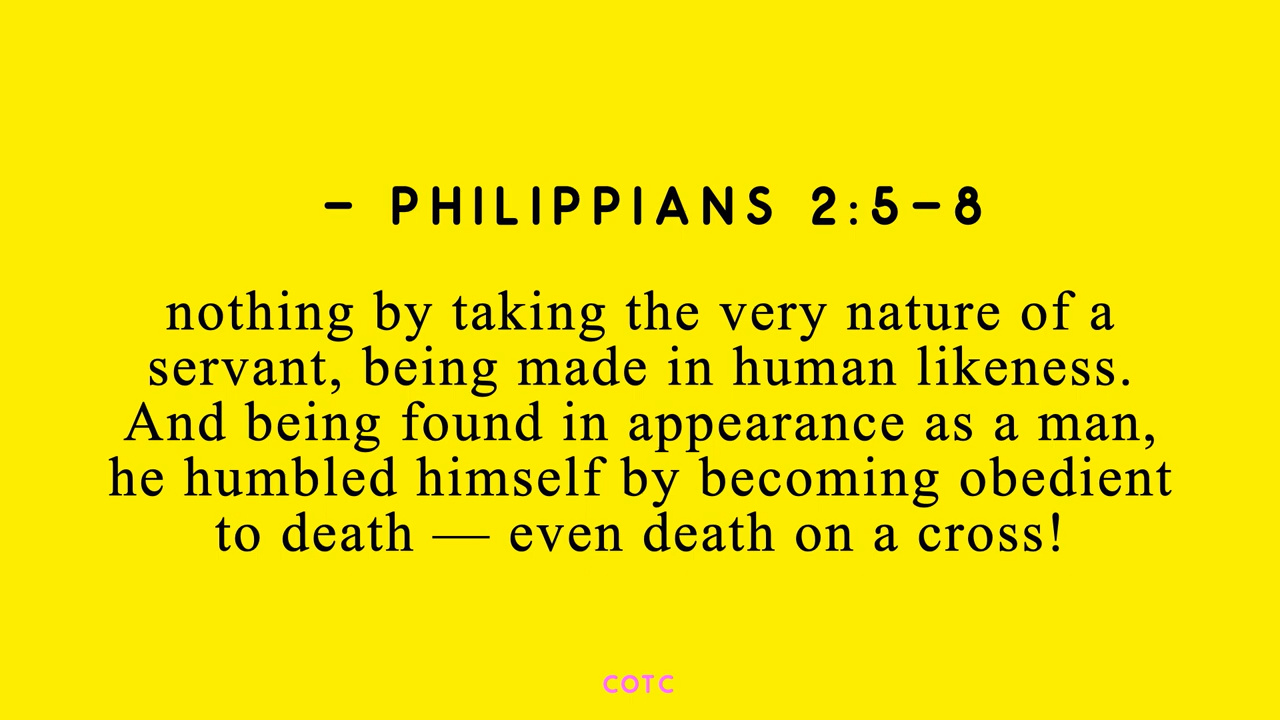 – PHILIPPIANS 2:5–8
nothing by taking the very nature of a
servant, being made in human likeness.
And being found in appearance as a man,
he humbled himself by becoming obedient
to death — even death on a cross!
COTC